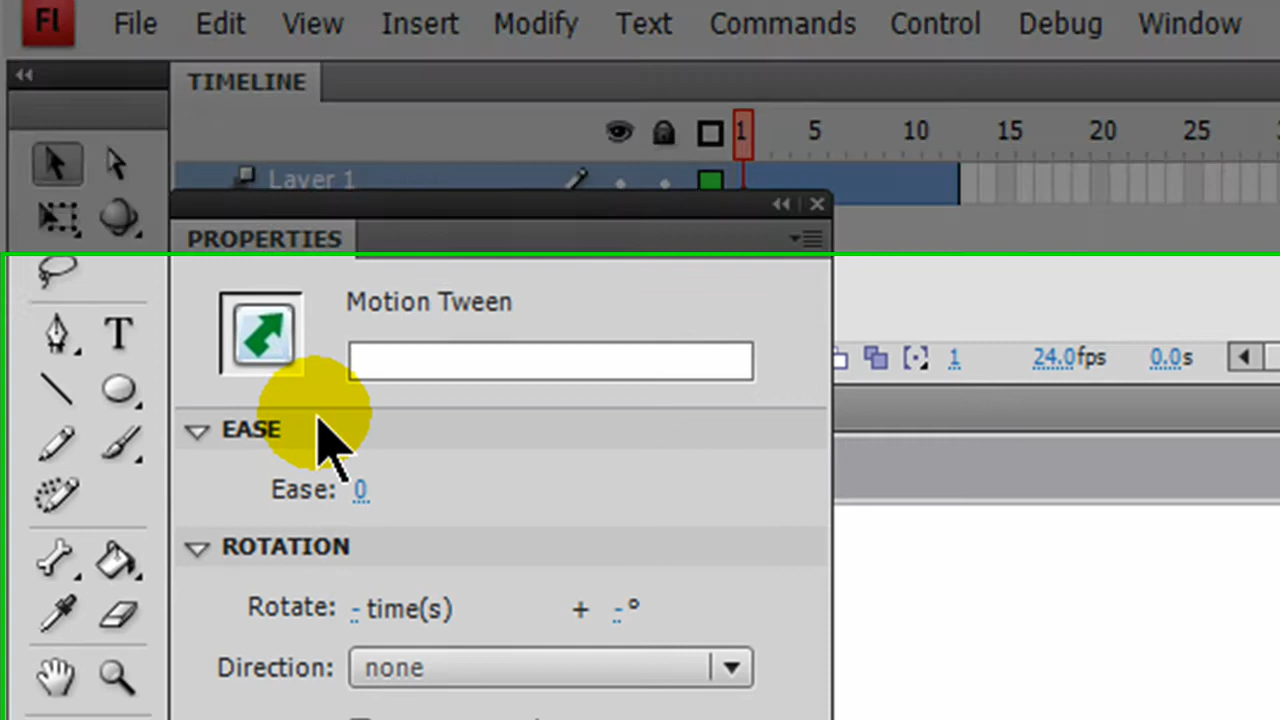 Fl File Edit View Insert Modify Text Commands Control Debug Window
TIMELINE
1 5 10 15 20 25
Layer 1
PROPERTIES
Motion Tween
1 24.0fps 0.0s
EASE
Ease: 0
ROTATION
Rotate: - time(s) + - °
Direction: none